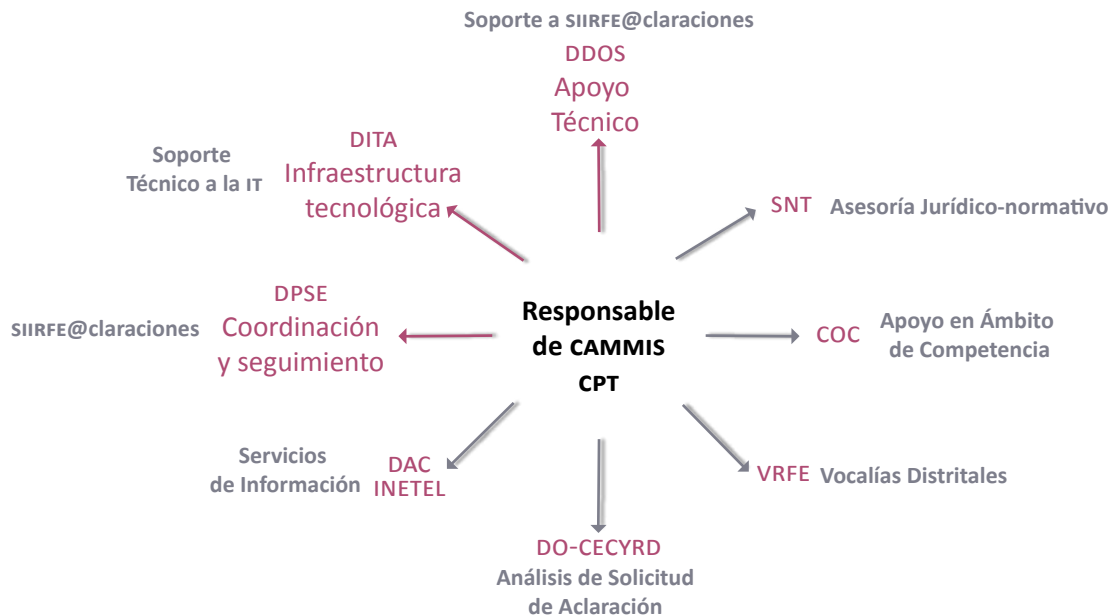 Soporte a SIIRFE@claraciones
DDOS
Apoyo
Técnico
DITA
Infraestructura
tecnológica
Soporte
Técnico a la IT
SNT
Asesoría Jurídico-normativo
DPSE
Coordinación
y seguimiento
SIIRFE@claraciones
Responsable
de CAMMIS
CPT
COC
Apoyo en Ámbito
de Competencia
Servicios
de Información
DAC
INETEL
VRFE
Vocalías Distritales
DO-CECYRD
Análisis de Solicitud
de Aclaración